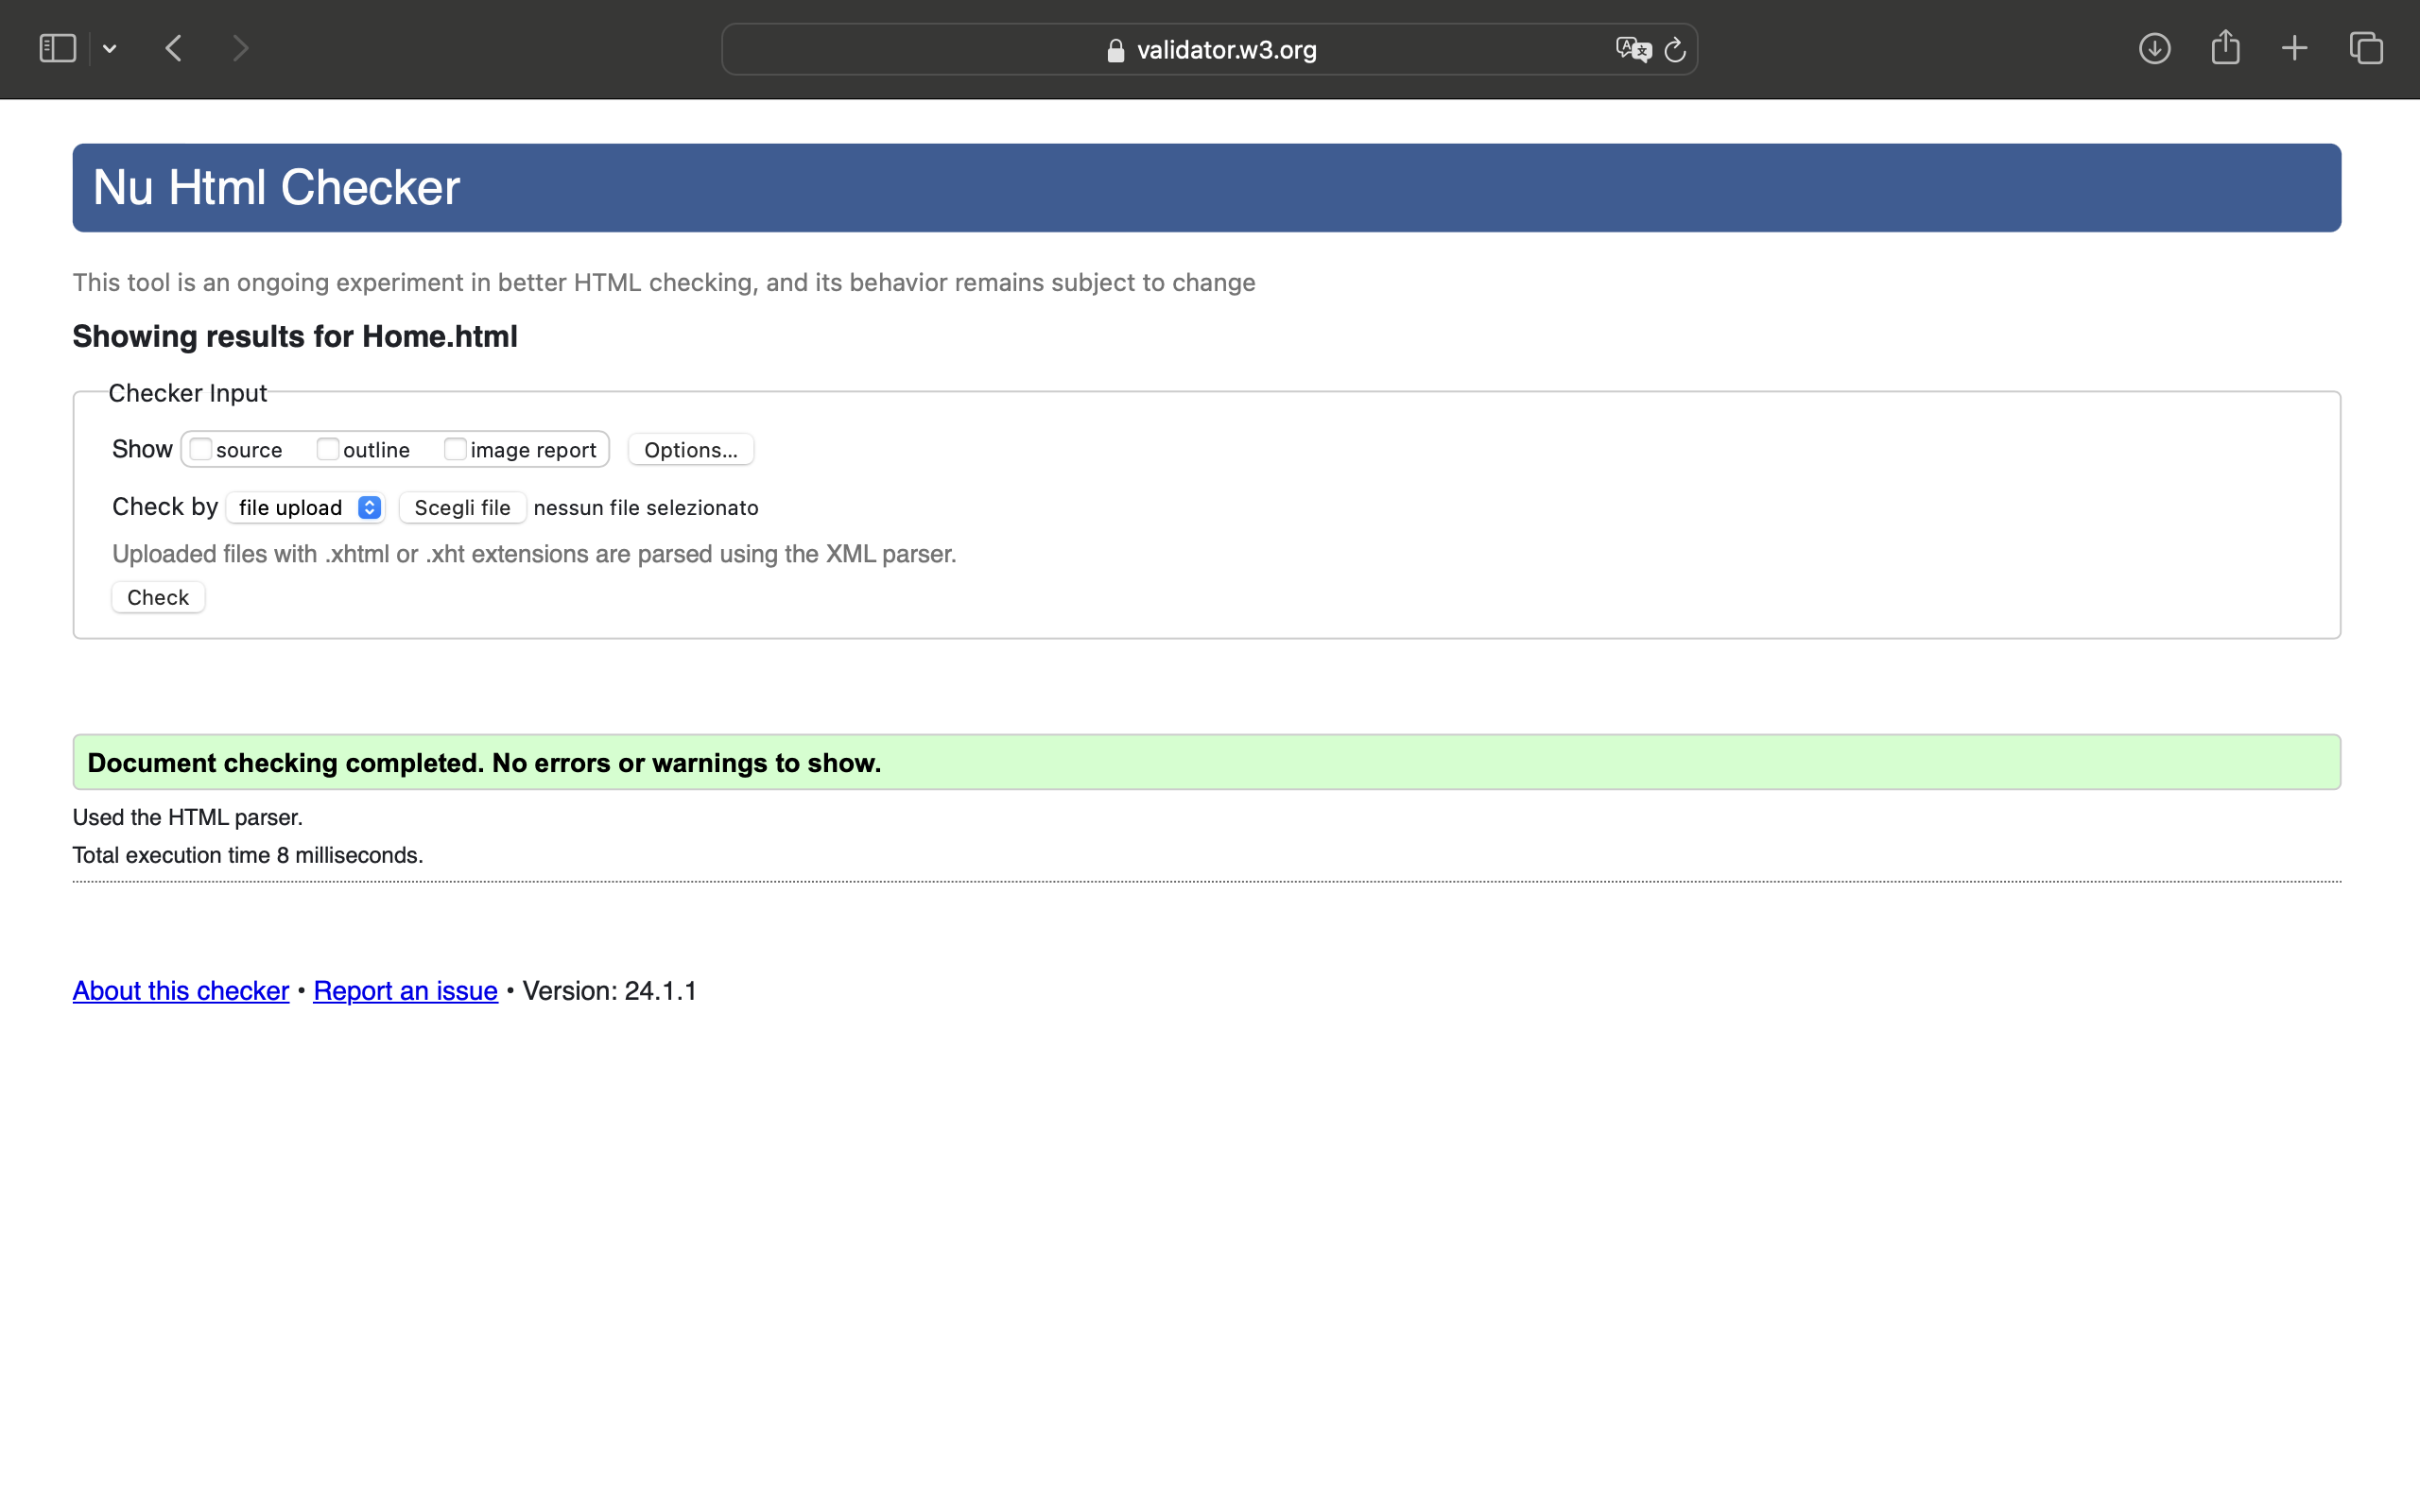 validator.w3.org
Nu Html Checker
This tool is an ongoing experiment in better HTML checking, and its behavior remains subject to change
Showing results for Home.html
Checker Input
Show source outline image report Options...
Check by file upload Scegli file nessun file selezionato
Uploaded files with .xhtml or .xht extensions are parsed using the XML parser.
Check
Document checking completed. No errors or warnings to show.
Used the HTML parser.
Total execution time 8 milliseconds.
About this checker • Report an issue • Version: 24.1.1